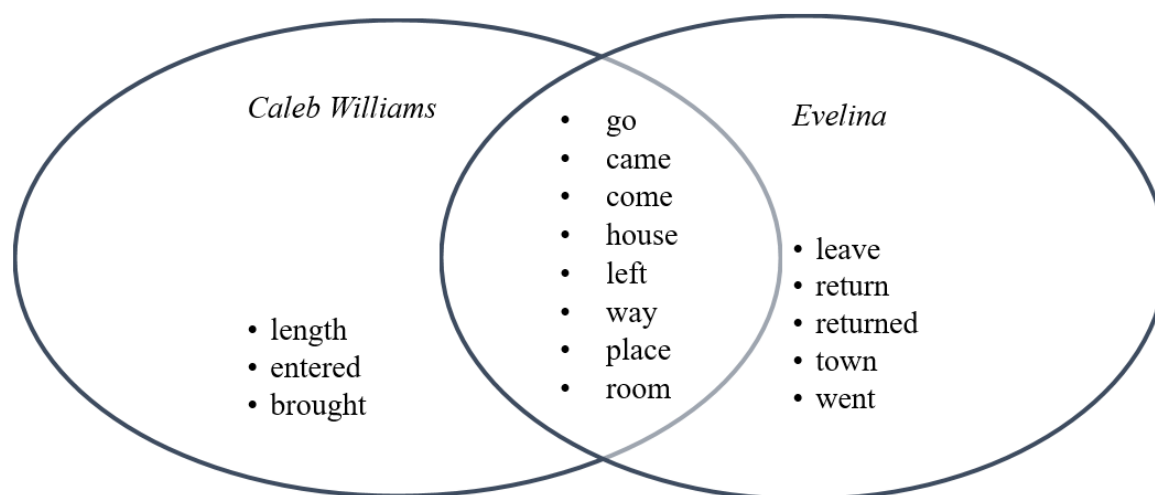 Caleb Williams
• length
• entered
• brought
• go
• came
• come
• house
• left
• way
• place
• room
Evelina
• leave
• return
• returned
• town
• went